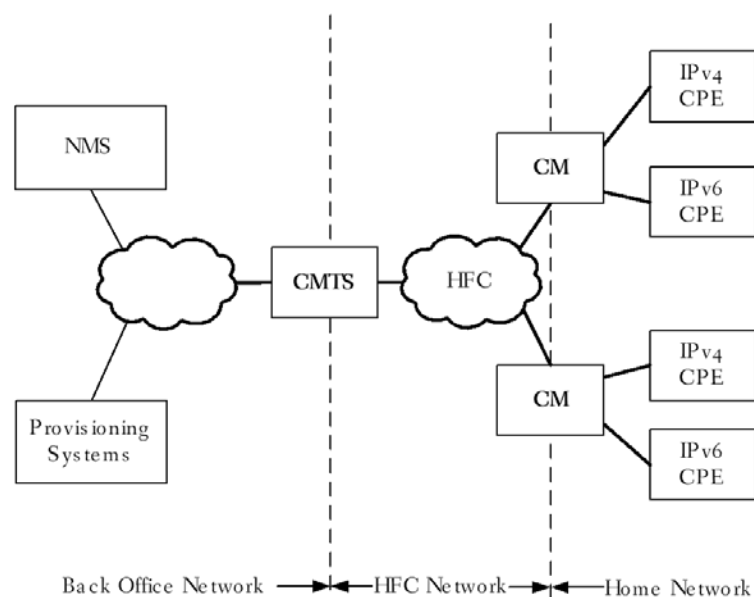 IPv4
CPE
NMS
CM
IPv6
CPE
CMTS
HFC
IPv4
CPE
CM
Provisioning
Systems
IPv6
CPE
Back Office Network
HFC Network
Home Network